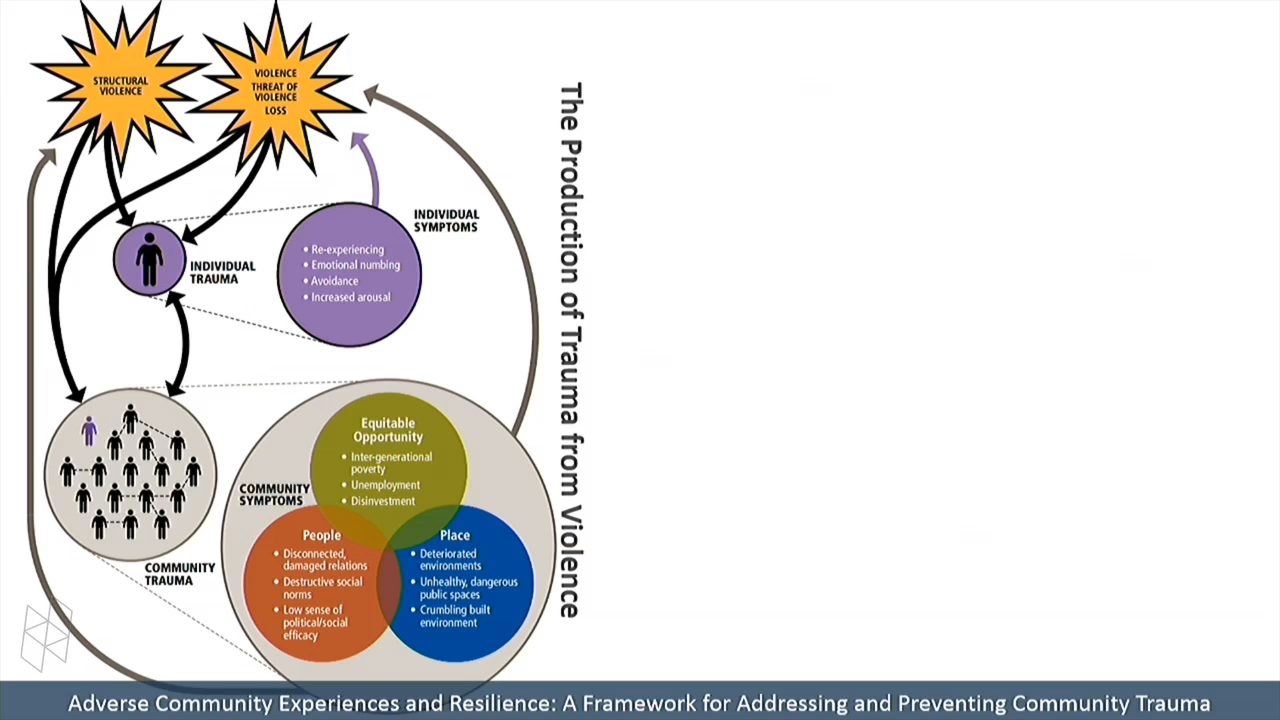 STRUCTURAL
VIOLENCE
VIOLENCE
THREAT OF
VIOLENCE
LOSS
INDIVIDUAL
SYMPTOMS
• Re-experiencing
• Emotional numbing
• Avoidance
• Increased arousal
INDIVIDUAL
TRAUMA
The Production of Trauma from Violence
Equitable
Opportunity
• Inter-generational
poverty
• Unemployment
• Disinvestment
COMMUNITY
SYMPTOMS
People
• Disconnected,
damaged relations
• Destructive social
norms
• Low sense of
political/social
efficacy
Place
• Deteriorated
environments
• Unhealthy, dangerous
public spaces
• Crumbling built
environment
COMMUNITY
TRAUMA
Adverse Community Experiences and Resilience: A Framework for Addressing and Preventing Community Trauma